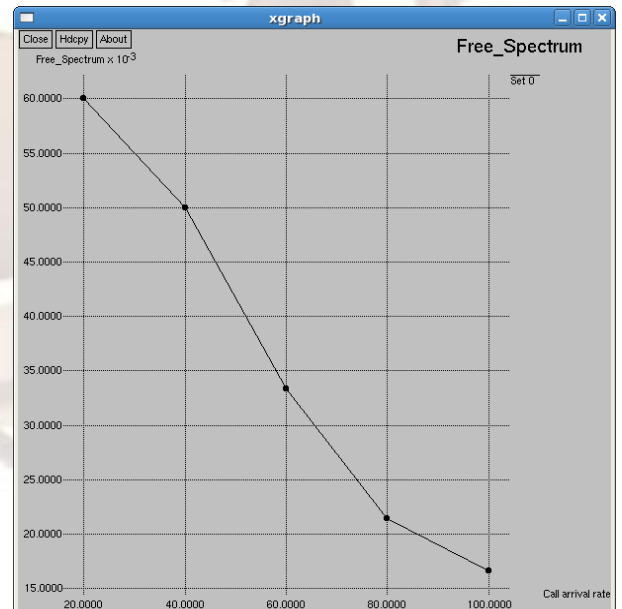 xgraph
Close Hdcpy About
Free_Spectrum
Free_Spectrum x 10-3
Set 0
60.0000
55.0000
50.0000
45.0000
40.0000
35.0000
30.0000
25.0000
20.0000
15.0000
Call arrival rate
20.0000 40.0000 60.0000 80.0000 100.0000